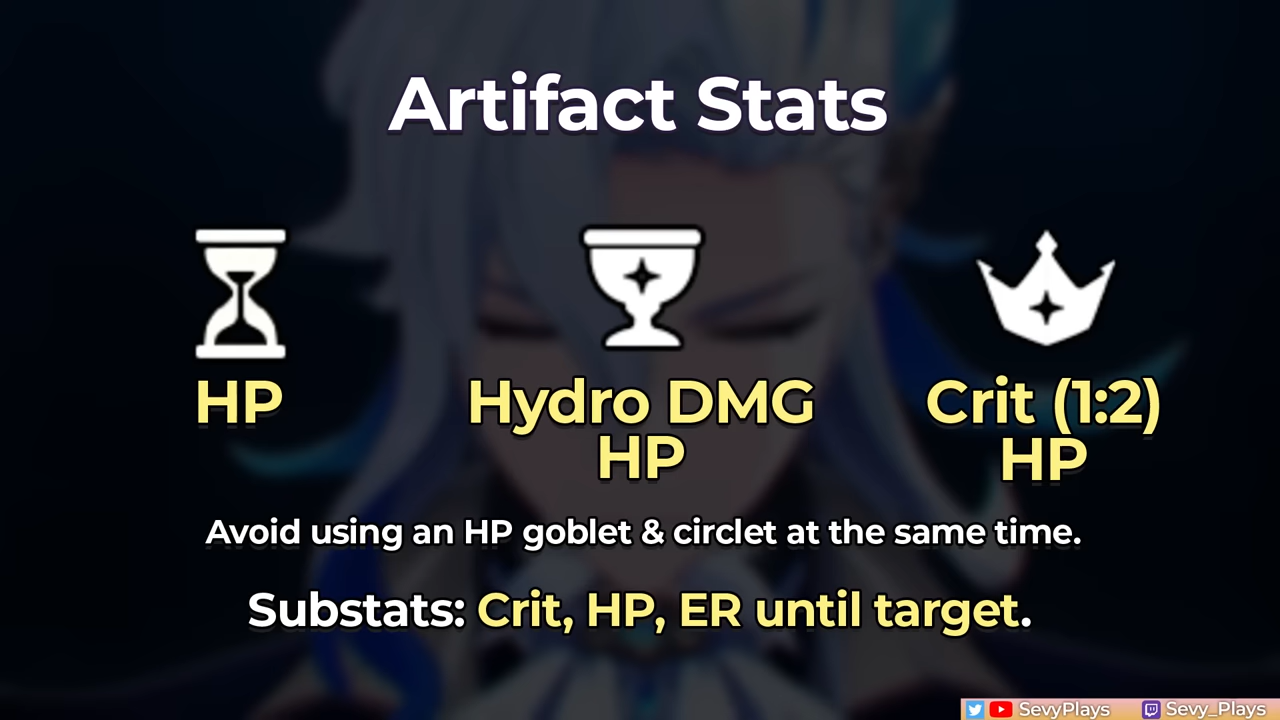 Artifact Stats
HP
Hydro DMG
HP
Crit (1:2)
HP
Avoid using an HP goblet & circlet at the same time.
Substats: Crit, HP, ER until target.
SevyPlays
Sevy_Plays